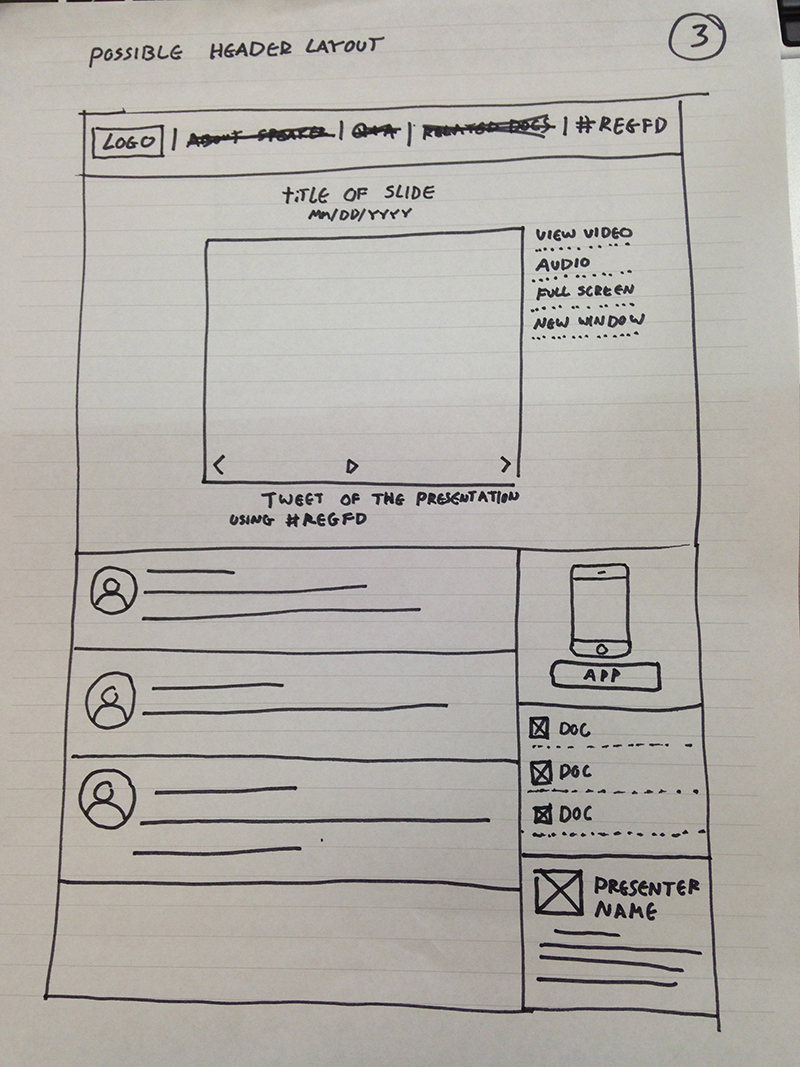 POSSIBLE HEADER LAYOUT
3
LOGO | ABOUT SPEAKER | Q+A | RELATED DOCS | #REGFD
TITLE OF SLIDE
MM/DD/YYYY
VIEW VIDEO
AUDIO
FULL SCREEN
NEW WINDOW
TWEET OF THE PRESENTATION
USING #REGFD
APP
DOC
DOC
DOC
PRESENTER
NAME